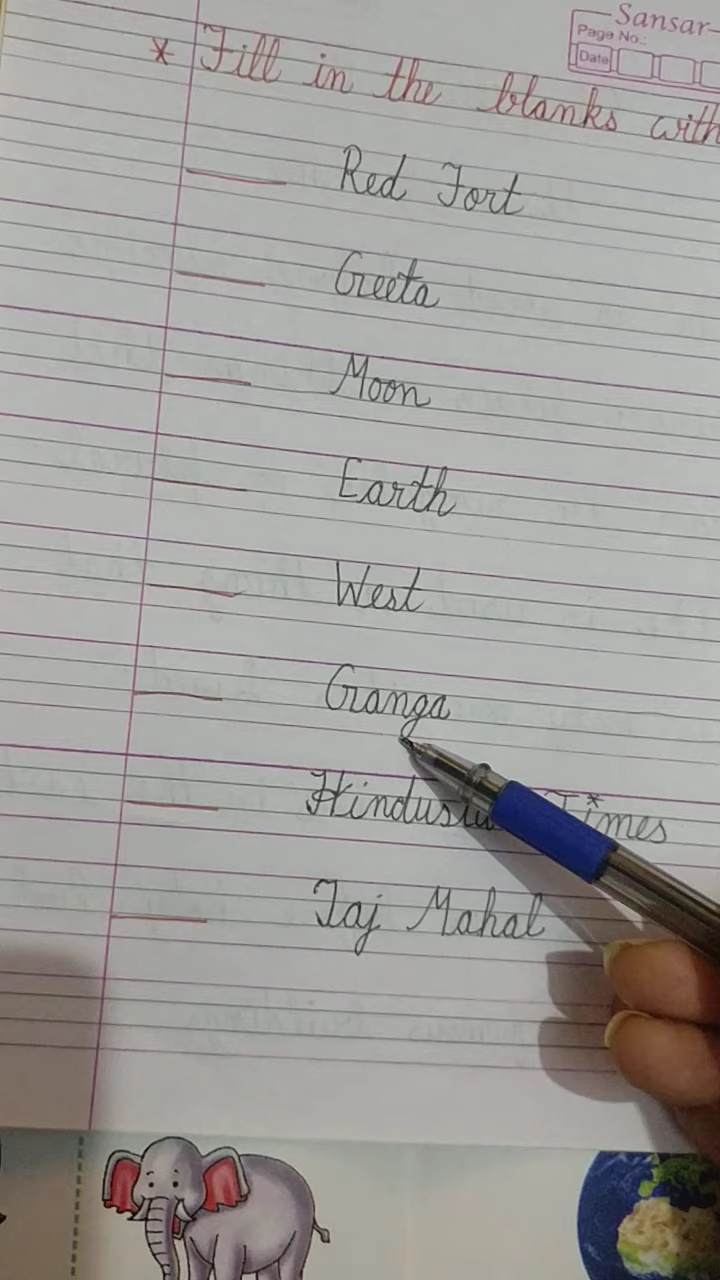 Sansar
Page No.:
Date
* Fill in the blanks with
Red Fort
Geeta
Moon
Earth
West
Ganga
Times
Taj Mahal